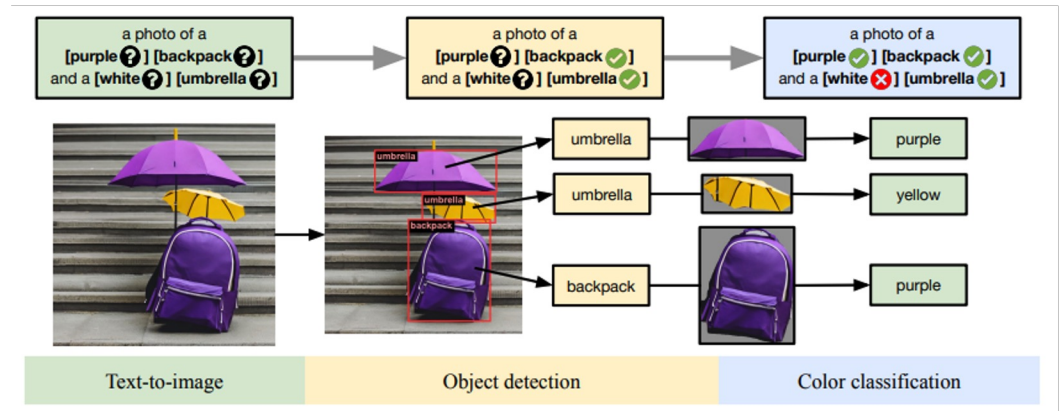 a photo of a
[purple ?] [backpack ?]
and a [white ?] [umbrella ?]
a photo of a
[purple ?] [backpack ✓]
and a [white ?] [umbrella ✓]
a photo of a
[purple ✓] [backpack ✓]
and a [white ✗] [umbrella ✓]
umbrella
umbrella
backpack
umbrella
purple
umbrella
yellow
backpack
purple
Text-to-image
Object detection
Color classification